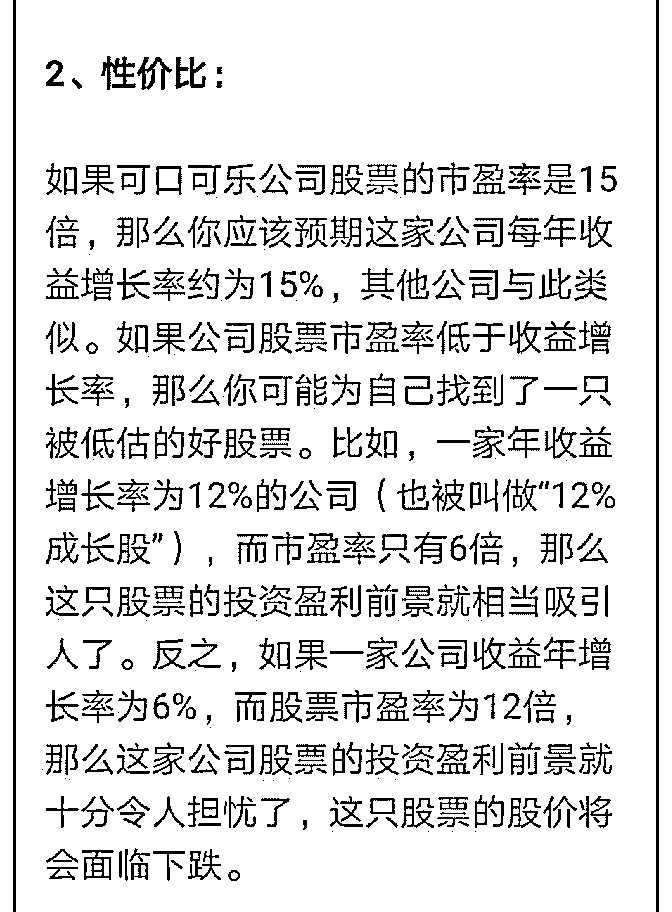 2、性价比：
如果可口可乐公司股票的市盈率是15
倍，那么你应该预期这家公司每年收
益增长率约为15%，其他公司与此类
似。如果公司股票市盈率低于收益增
长率，那么你可能为自己找到了一只
被低估的好股票。比如，一家年收益
增长率为12%的公司（也被叫做“12%
成长股”），而市盈率只有6倍，那么
这只股票的投资盈利前景就相当吸引
人了。反之，如果一家公司收益年增
长率为6%，而股票市盈率为12倍，
那么这家公司股票的投资盈利前景就
十分令人担忧了，这只股票的股价将
会面临下跌。